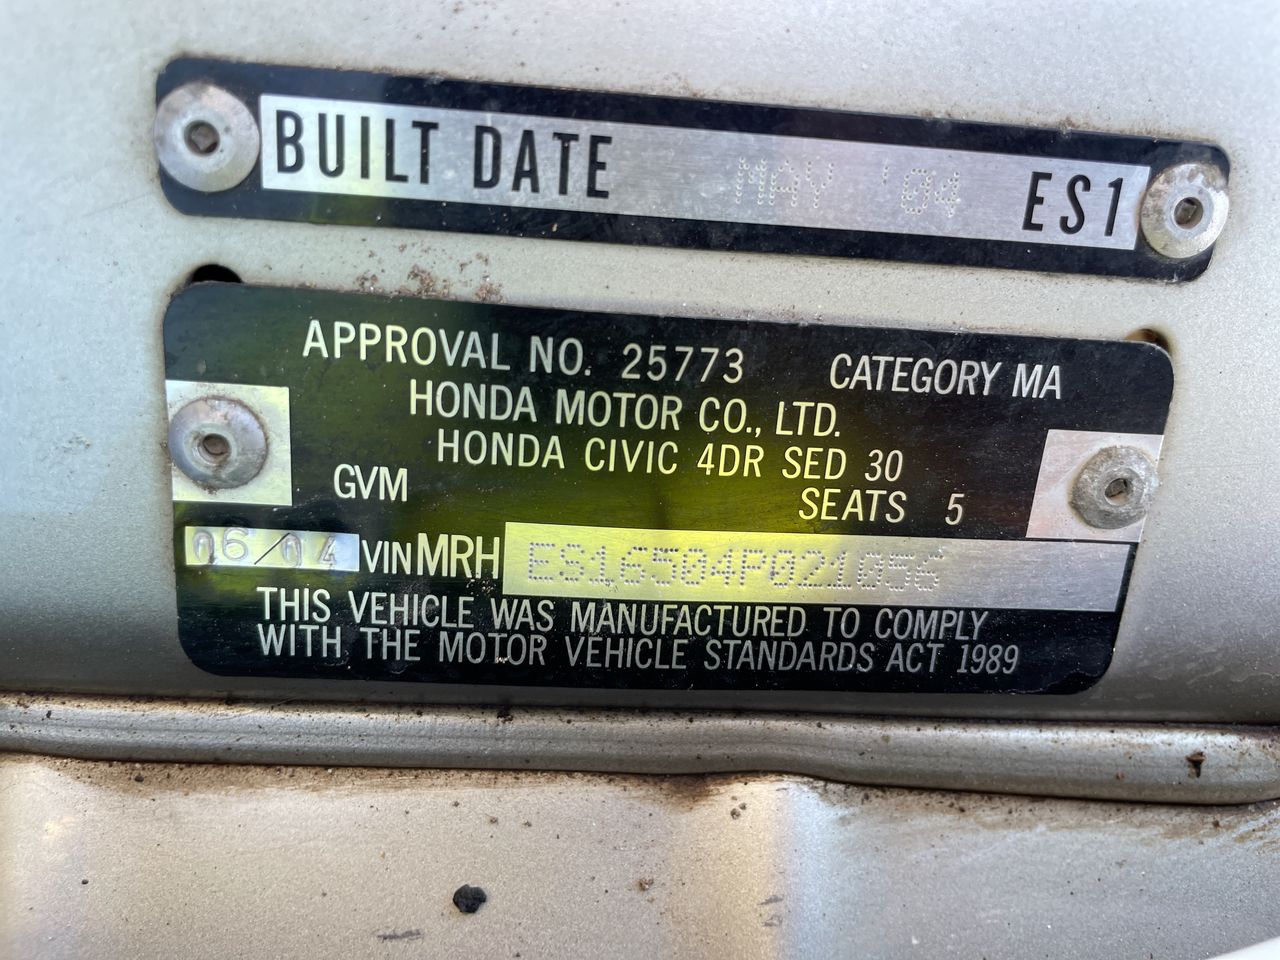 BUILT DATE MAY '04 ES1
APPROVAL NO. 25773 CATEGORY MA
HONDA MOTOR CO., LTD.
HONDA CIVIC 4DR SED 30
GVM SEATS 5
06/04 VIN MRH ES16504P021056
THIS VEHICLE WAS MANUFACTURED TO COMPLY
WITH THE MOTOR VEHICLE STANDARDS ACT 1989